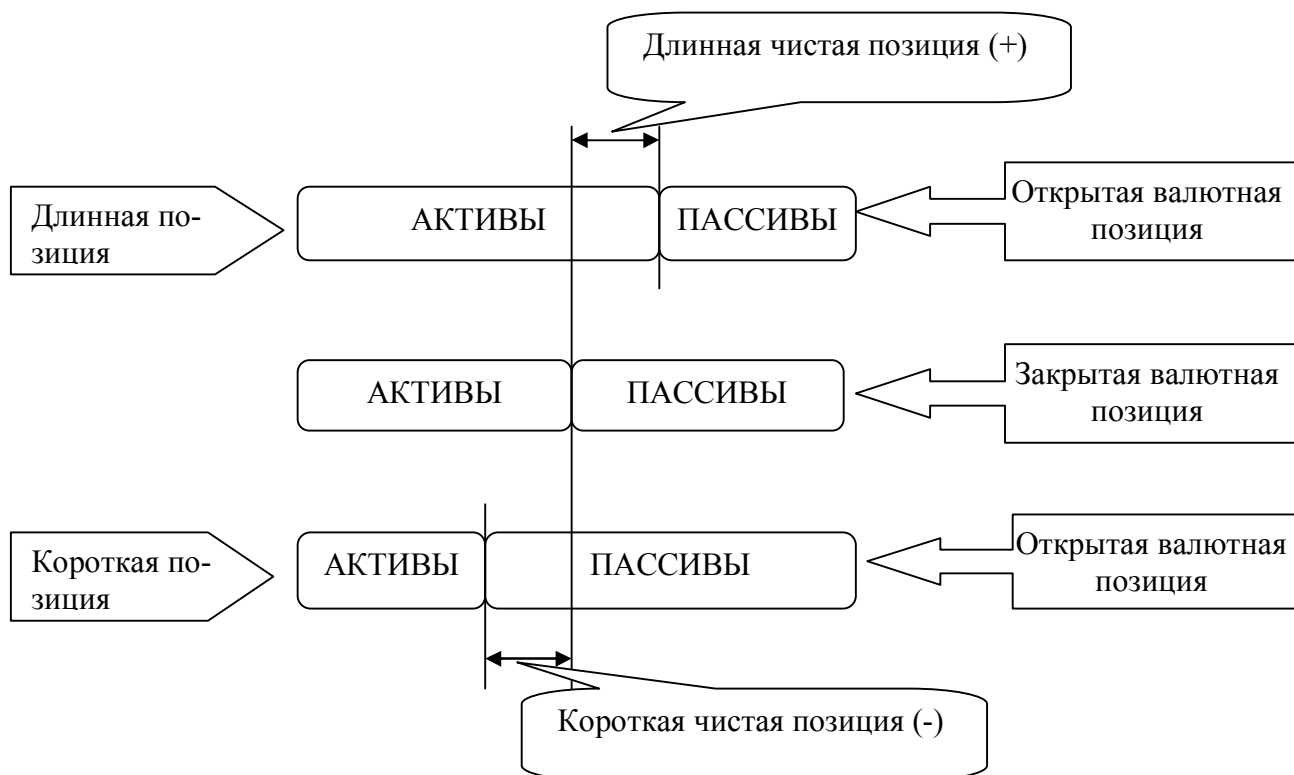 Длинная чистая позиция (+)
Длинная по-
зиция
АКТИВЫ
ПАССИВЫ
Открытая валютная
позиция
АКТИВЫ
ПАССИВЫ
Закрытая валютная
позиция
Короткая по-
зиция
АКТИВЫ
ПАССИВЫ
Открытая валютная
позиция
Короткая чистая позиция (-)